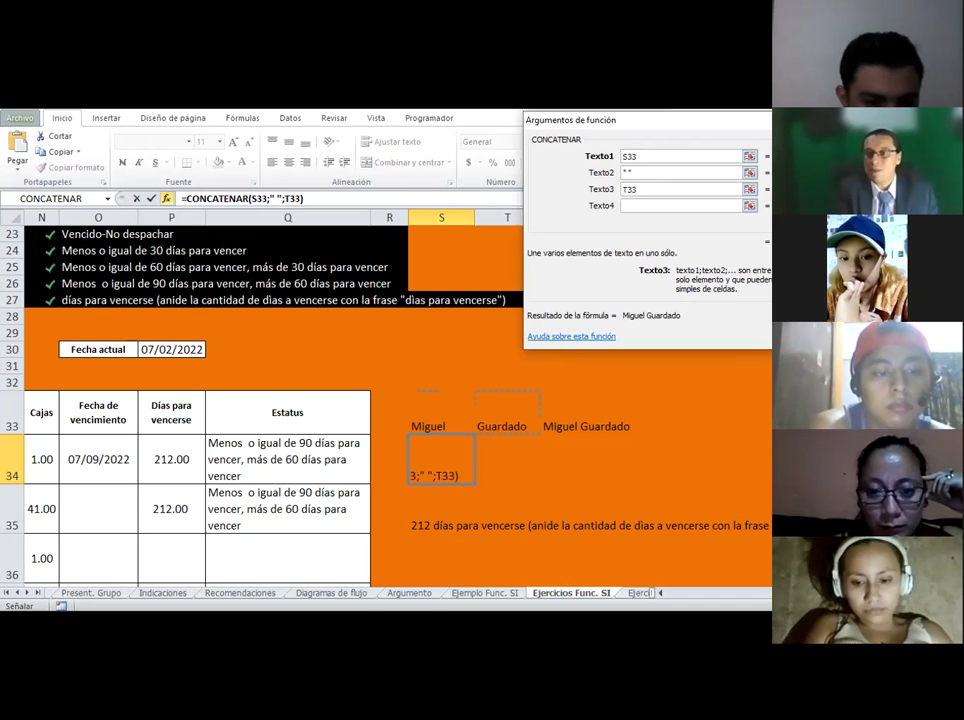 Archivo Inicio Insertar Diseño de página Fórmulas Datos Revisar Vista Programador
Cortar
Copiar
Copiar formato
Pegar
11
Ajustar texto
Combinar y centrar
General
N K S
$ % 000
Portapapeles Fuente Alineación Número
CONCATENAR fx =CONCATENAR(S33;" ";T33)
N O P Q R S T
23 Vencido-No despachar
24 Menos o igual de 30 días para vencer
25 Menos o igual de 60 días para vencer, más de 30 días para vencer
26 Menos o igual de 90 días para vencer, más de 60 días para vencer
27 días para vencerse (anide la cantidad de dìas a vencerse con la frase "dìas para vencerse")
28
29
30 Fecha actual 07/02/2022
31
32
33 Cajas Fecha de vencimiento Días para vencerse Estatus Miguel Guardado Miguel Guardado
34 1.00 07/09/2022 212.00 Menos o igual de 90 días para vencer, más de 60 días para vencer 3;" ";T33)
35 41.00 212.00 Menos o igual de 90 días para vencer, más de 60 días para vencer 212 días para vencerse (anide la cantidad de dìas a vencerse con la frase
36 1.00
Present. Grupo Indicaciones Recomendaciones Diagramas de flujo Argumento Ejemplo Func. SI Ejercicios Func. SI Ejerci
Señalar
Argumentos de función
CONCATENAR
Texto1 S33 =
Texto2 " " =
Texto3 T33 =
Texto4 =
=
Une varios elementos de texto en uno sólo.
Texto3: texto1;texto2;... son entre
solo elemento y que pueden
simples de celdas.
Resultado de la fórmula = Miguel Guardado
Ayuda sobre esta función